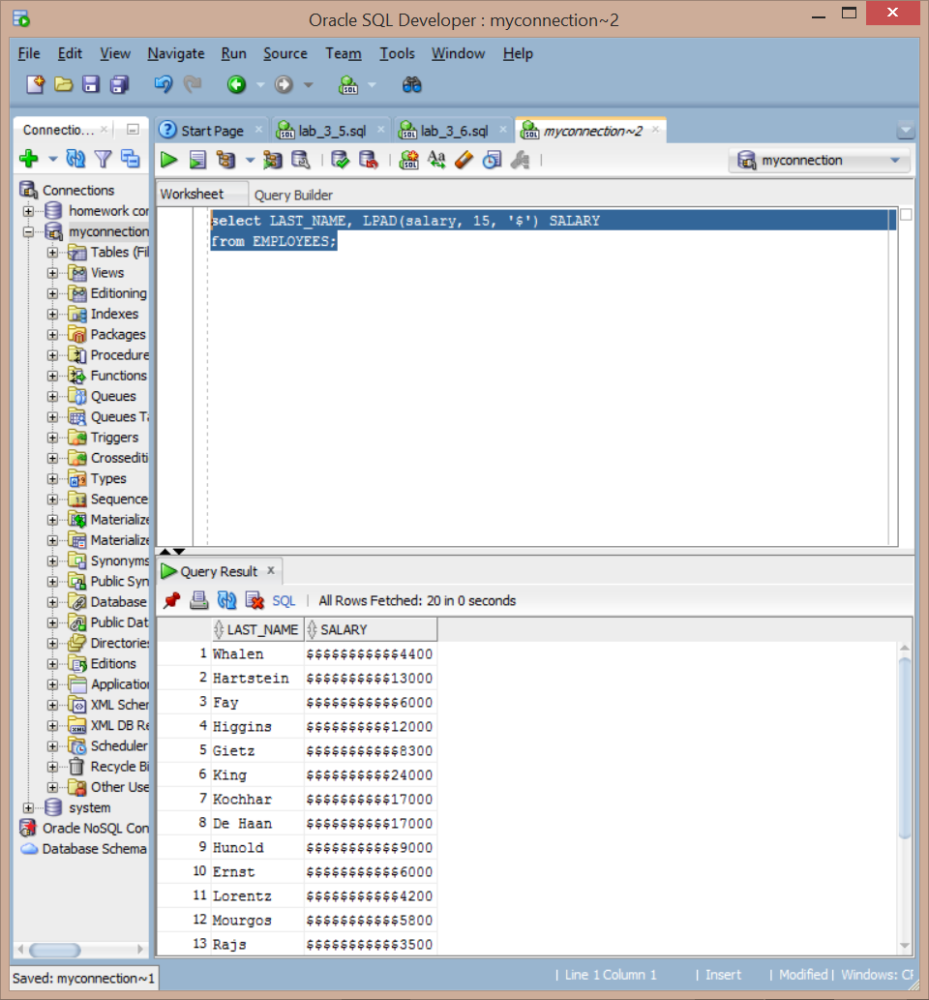 Oracle SQL Developer : myconnection~2
File Edit View Navigate Run Source Team Tools Window Help
Connectio...
Start Page
lab_3_5.sql
lab_3_6.sql
myconnection~2
myconnection
Worksheet
Query Builder
select LAST_NAME, LPAD(salary, 15, '$') SALARY
from EMPLOYEES;
Connections
homework cor
myconnection
Tables (Fil
Views
Editioning
Indexes
Packages
Procedure
Functions
Queues
Queues Ta
Triggers
Crossediti
Types
Sequence
Materialize
Materialize
Synonyms
Public Syn
Database
Public Dat
Directories
Editions
Application
XML Scher
XML DB Re
Scheduler
Recycle Bi
Other Use
system
Oracle NoSQL Con
Database Schema
Query Result
SQL | All Rows Fetched: 20 in 0 seconds
LAST_NAME SALARY
1 Whalen $$$$$$$$$$$4400
2 Hartstein $$$$$$$$$$13000
3 Fay $$$$$$$$$$$6000
4 Higgins $$$$$$$$$$12000
5 Gietz $$$$$$$$$$$8300
6 King $$$$$$$$$$24000
7 Kochhar $$$$$$$$$$17000
8 De Haan $$$$$$$$$$17000
9 Hunold $$$$$$$$$$$9000
10 Ernst $$$$$$$$$$$6000
11 Lorentz $$$$$$$$$$$4200
12 Mourgos $$$$$$$$$$$5800
13 Rajs $$$$$$$$$$$3500
Saved: myconnection~1
| Line 1 Column 1 | Insert | Modified | Windows: CF